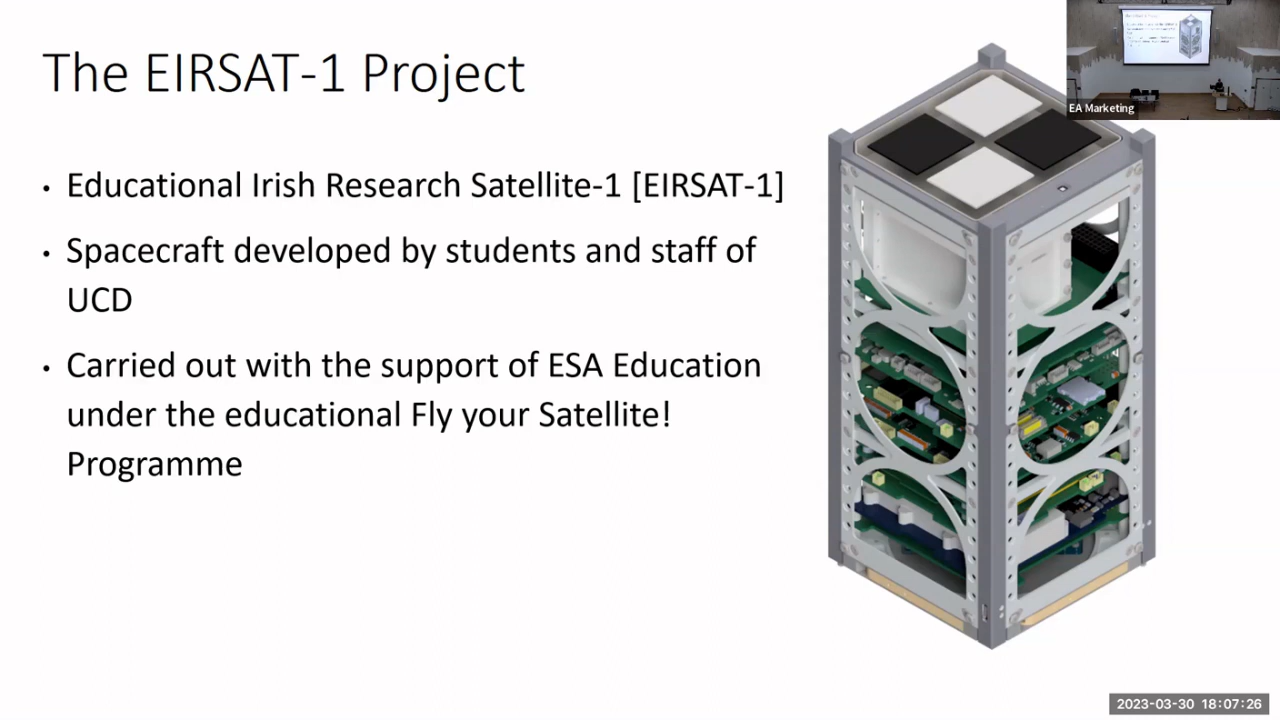 The EIRSAT-1 Project
• Educational Irish Research Satellite-1 [EIRSAT-1]
• Spacecraft developed by students and staff of
UCD
• Carried out with the support of ESA Education
under the educational Fly your Satellite!
Programme
EA Marketing
2023-03-30 18:07:26